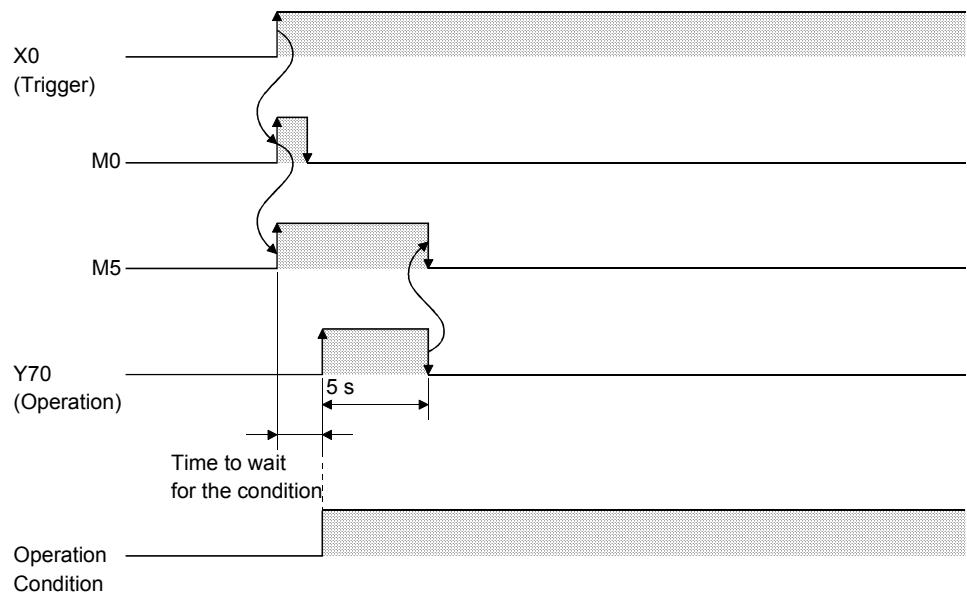 X0
(Trigger)
M0
M5
Y70
(Operation)
5 s
Time to wait
for the condition
Operation
Condition